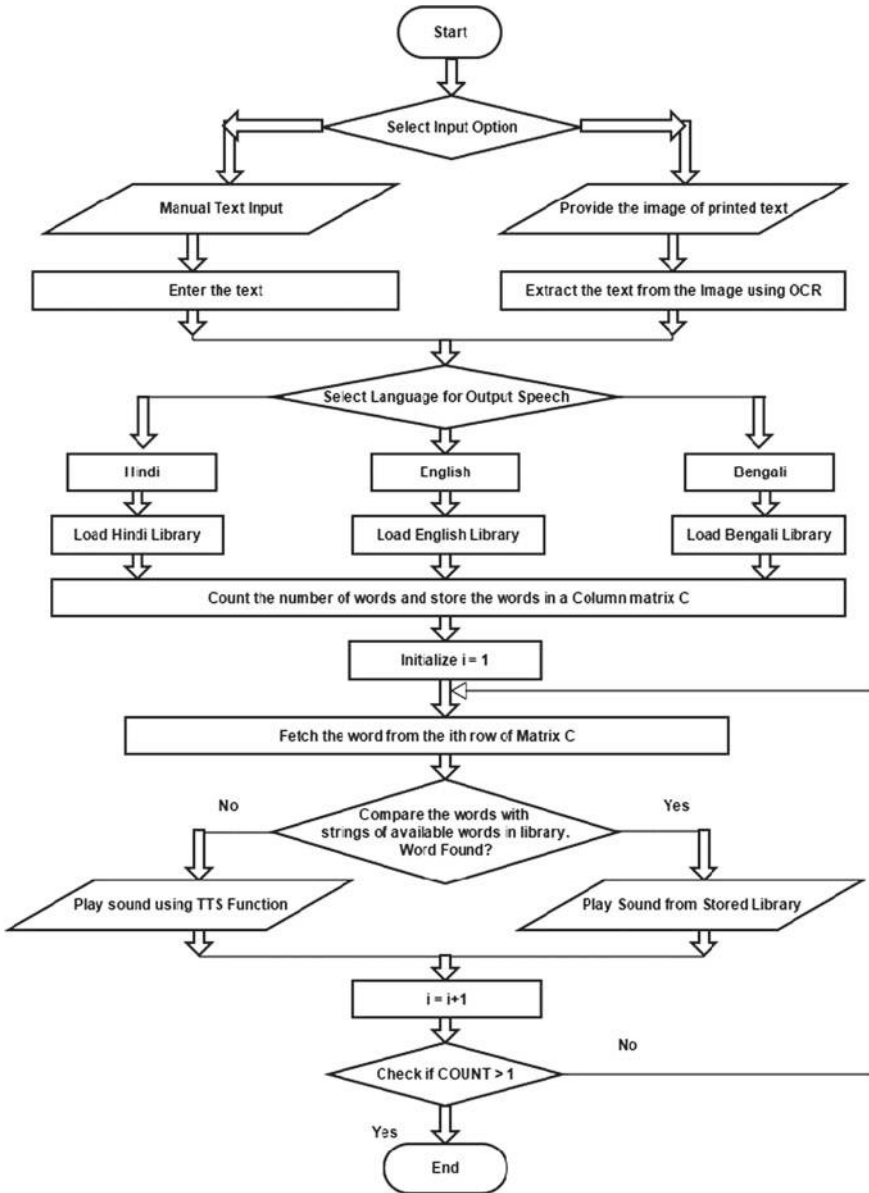 Start
Select Input Option
Manual Text Input
Provide the image of printed text
Enter the text
Extract the text from the Image using OCR
Select Language for Output Speech
Hindi
English
Bengali
Load Hindi Library
Load English Library
Load Bengali Library
Count the number of words and store the words in a Column matrix C
Initialize i = 1
Fetch the word from the ith row of Matrix C
No
Yes
Compare the words with
strings of available words in library.
Word Found?
Play sound using TTS Function
Play Sound from Stored Library
i = i+1
No
Check if COUNT > 1
Yes
End